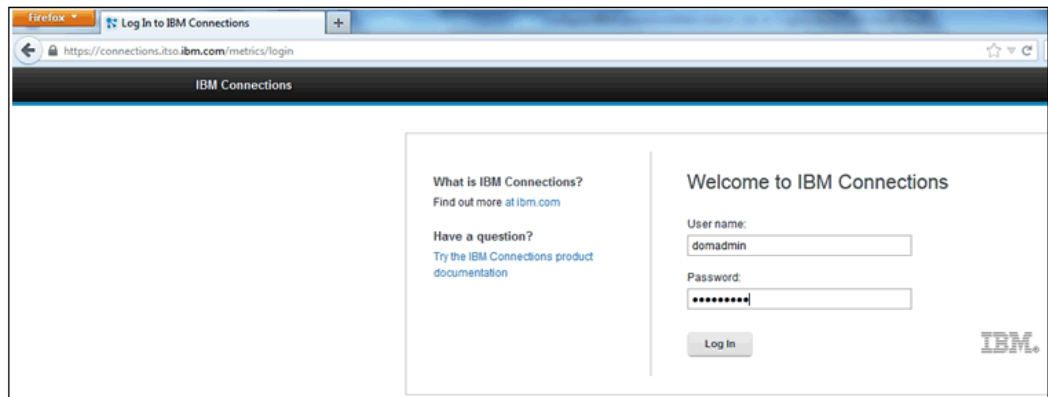 Firefox
Log In to IBM Connections
+
https://connections.itso.ibm.com/metrics/login
IBM Connections
What is IBM Connections?
Find out more at ibm.com
Have a question?
Try the IBM Connections product
documentation
Welcome to IBM Connections
User name:
domadmin
Password:
•••••••••
Log In
IBM®